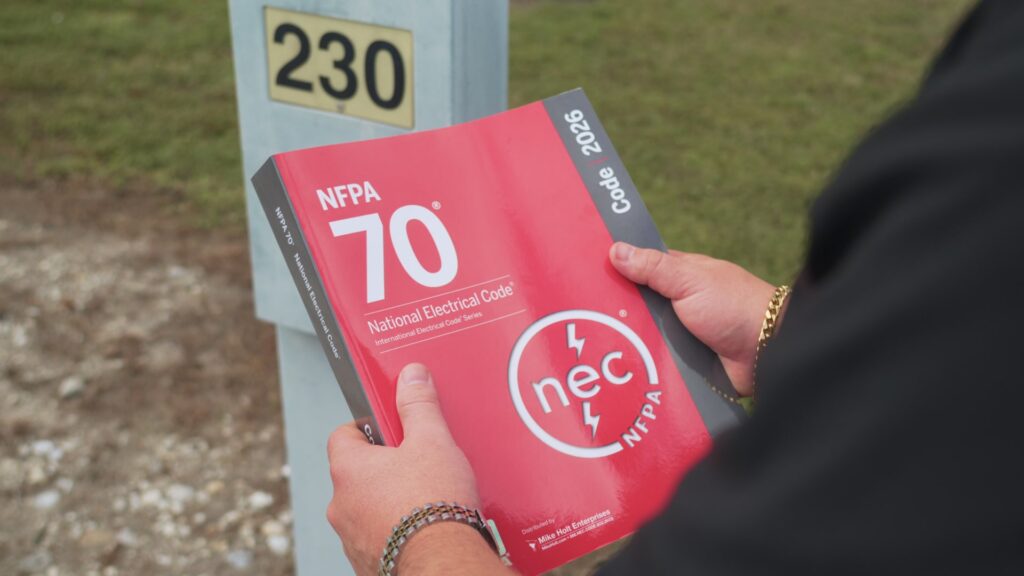 230
NFPA
70®
National Electrical Code®
International Electrical Code® Series
Code | 2026
nec
NFPA
®
Distributed by
Mike Holt Enterprises
NFPA 70® National Electrical Code®